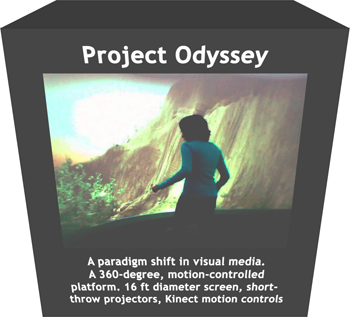 Project Odyssey
A paradigm shift in visual media.
A 360-degree, motion-controlled
platform. 16 ft diameter screen, short-
throw projectors, Kinect motion controls